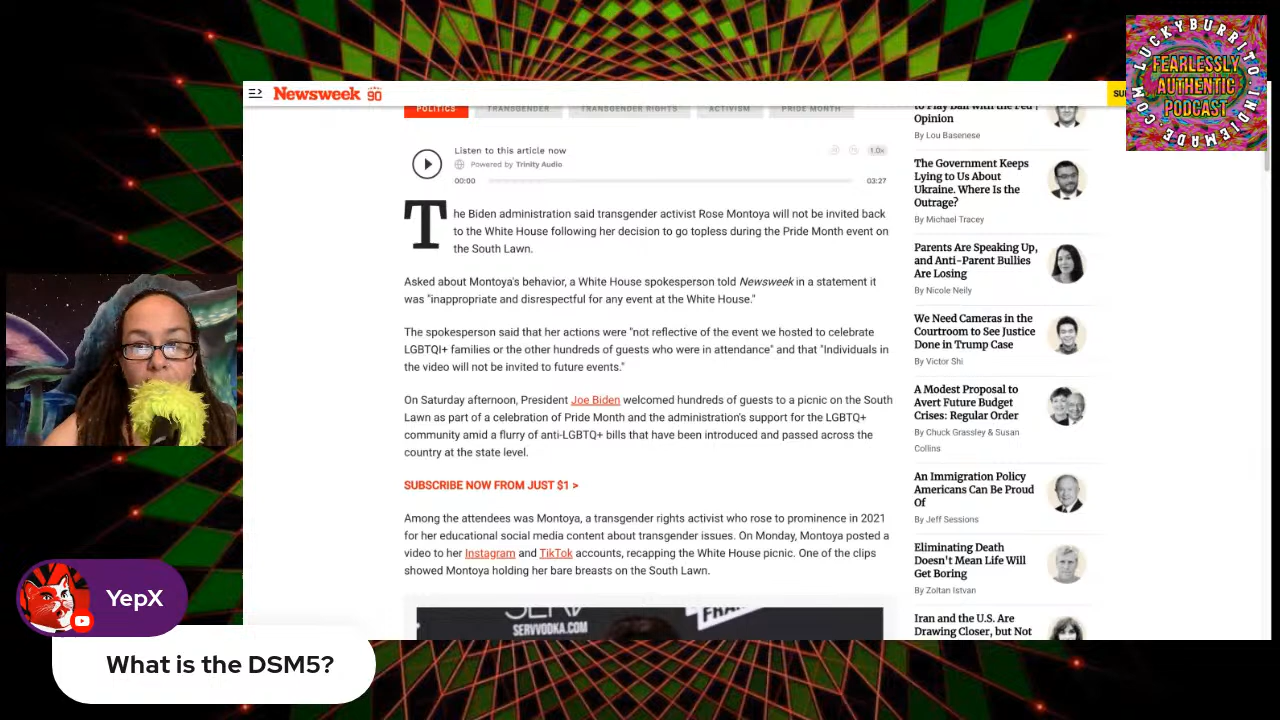 Newsweek 90
SU
LUCKYBURRITO.INDIEMADE.COM
FEARLESSLY
AUTHENTIC
PODCAST
POLITICS TRANSGENDER TRANSGENDER RIGHTS ACTIVISM PRIDE MONTH
Listen to this article now
Powered by Trinity Audio
1.0x
00:00 03:27
The Biden administration said transgender activist Rose Montoya will not be invited back
to the White House following her decision to go topless during the Pride Month event on
the South Lawn.
Asked about Montoya's behavior, a White House spokesperson told Newsweek in a statement it
was "inappropriate and disrespectful for any event at the White House."
The spokesperson said that her actions were "not reflective of the event we hosted to celebrate
LGBTQI+ families or the other hundreds of guests who were in attendance" and that "Individuals in
the video will not be invited to future events."
On Saturday afternoon, President Joe Biden welcomed hundreds of guests to a picnic on the South
Lawn as part of a celebration of Pride Month and the administration's support for the LGBTQ+
community amid a flurry of anti-LGBTQ+ bills that have been introduced and passed across the
country at the state level.
SUBSCRIBE NOW FROM JUST $1 >
Among the attendees was Montoya, a transgender rights activist who rose to prominence in 2021
for her educational social media content about transgender issues. On Monday, Montoya posted a
video to her Instagram and TikTok accounts, recapping the White House picnic. One of the clips
showed Montoya holding her bare breasts on the South Lawn.
SERVVODKA.COM
to Play Ball with the Fed |
Opinion
By Lou Basenese
The Government Keeps
Lying to Us About
Ukraine. Where Is the
Outrage?
By Michael Tracey
Parents Are Speaking Up,
and Anti-Parent Bullies
Are Losing
By Nicole Neily
We Need Cameras in the
Courtroom to See Justice
Done in Trump Case
By Victor Shi
A Modest Proposal to
Avert Future Budget
Crises: Regular Order
By Chuck Grassley & Susan
Collins
An Immigration Policy
Americans Can Be Proud
Of
By Jeff Sessions
Eliminating Death
Doesn't Mean Life Will
Get Boring
By Zoltan Istvan
Iran and the U.S. Are
Drawing Closer, but Not
YepX
What is the DSM5?